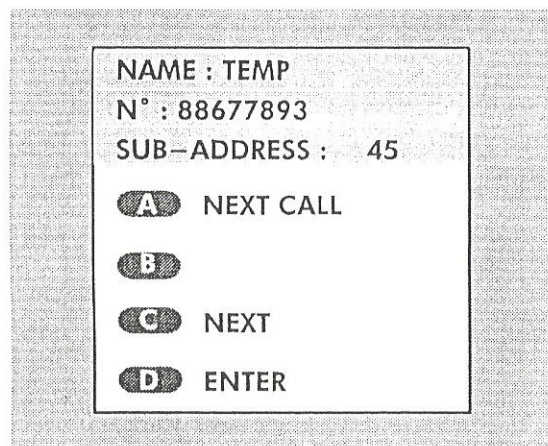 NAME : TEMP
N° : 88677893
SUB-ADDRESS : 45
A NEXT CALL
B
C NEXT
D ENTER